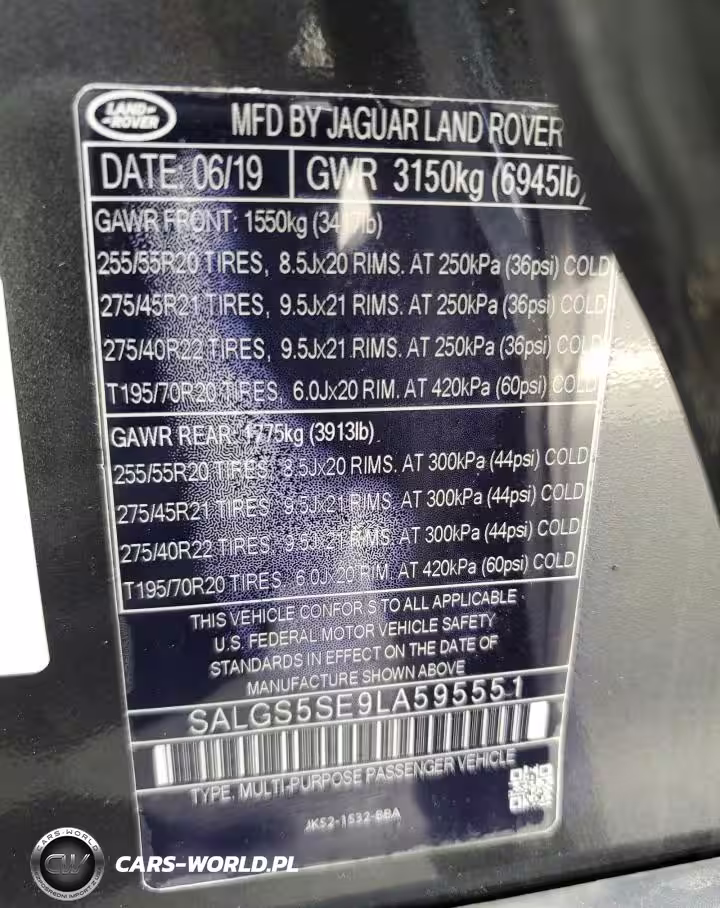 LAND ROVER
MFD BY JAGUAR LAND ROVER
DATE: 06/19 GWR 3150kg (6945lb)
GAWR FRONT: 1550kg (3417lb)
255/55R20 TIRES, 8.5Jx20 RIMS. AT 250kPa (36psi) COLD
275/45R21 TIRES, 9.5Jx21 RIMS. AT 250kPa (36psi) COLD
275/40R22 TIRES, 9.5Jx21 RIMS. AT 250kPa (36psi) COLD
T195/70R20 TIRES, 6.0Jx20 RIM. AT 420kPa (60psi) COLD
GAWR REAR: 1775kg (3913lb)
255/55R20 TIRES, 8.5Jx20 RIMS. AT 300kPa (44psi) COLD
275/45R21 TIRES, 9.5Jx21 RIMS. AT 300kPa (44psi) COLD
275/40R22 TIRES, 9.5Jx21 RIMS. AT 300kPa (44psi) COLD
T195/70R20 TIRES, 6.0Jx20 RIM. AT 420kPa (60psi) COLD
THIS VEHICLE CONFOR S TO ALL APPLICABLE
U.S. FEDERAL MOTOR VEHICLE SAFETY
STANDARDS IN EFFECT ON THE DATE OF
MANUFACTURE SHOWN ABOVE
SALGS5SE9LA595551
TYPE. MULTI-PURPOSE PASSENGER VEHICLE
JK52-1532-BBA
CARS-WORLD
CW
CARS-WORLD.PL